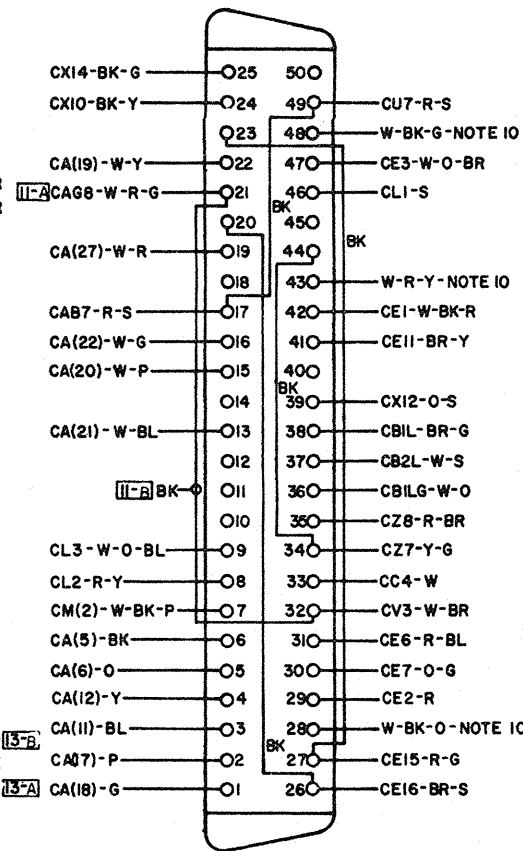 CX14-BK-G 25 50
CX10-BK-Y 24 49 CU7-R-S
23 48 W-BK-G-NOTE 10
CA(19)-W-Y 22 47 CE3-W-O-BR
11-A CAG8-W-R-G 21 46 CL1-S
BK
20 45
BK
CA(27)-W-R 19 44
18 43 W-R-Y-NOTE 10
CAB7-R-S 17 42 CE1-W-BK-R
CA(22)-W-G 16 41 CE11-BR-Y
CA(20)-W-P 15 40
BK
14 39 CX12-O-S
CA(21)-W-BL 13 38 CB1L-BR-G
12 37 CB2L-W-S
11-B BK 11 36 CB1LG-W-O
10 35 CZ8-R-BR
CL3-W-O-BL 9 34 CZ7-Y-G
CL2-R-Y 8 33 CC4-W
CM(2)-W-BK-P 7 32 CV3-W-BR
CA(5)-BK 6 31 CE6-R-BL
CA(6)-O 5 30 CE7-O-G
CA(12)-Y 4 29 CE2-R
13-B CA(11)-BL 3 28 W-BK-O-NOTE 10
BK
CA(17)-P 2 27 CE15-R-G
13-A CA(18)-G 1 26 CE16-BR-S